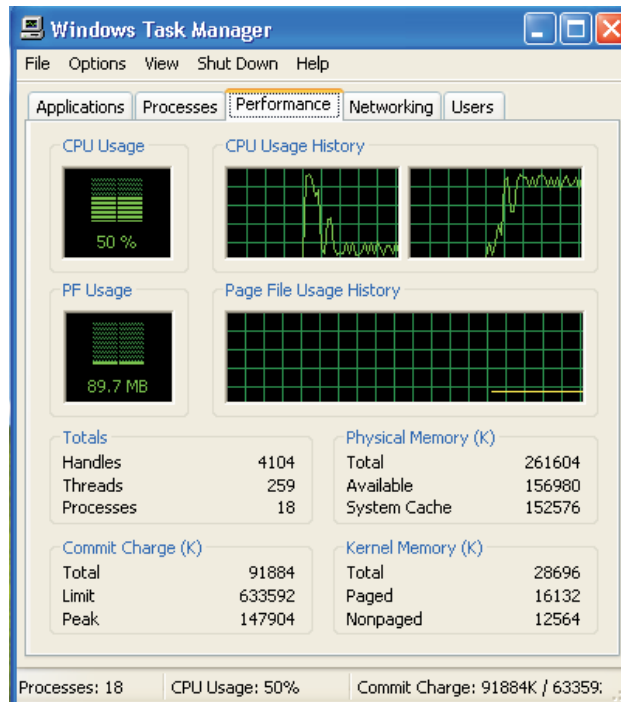 Windows Task Manager
File Options View Shut Down Help
Applications Processes Performance Networking Users
CPU Usage CPU Usage History
50 %
PF Usage Page File Usage History
89.7 MB
Totals Physical Memory (K)
Handles 4104 Total 261604
Threads 259 Available 156980
Processes 18 System Cache 152576
Commit Charge (K) Kernel Memory (K)
Total 91884 Total 28696
Limit 633592 Paged 16132
Peak 147904 Nonpaged 12564
Processes: 18 CPU Usage: 50% Commit Charge: 91884K / 63359